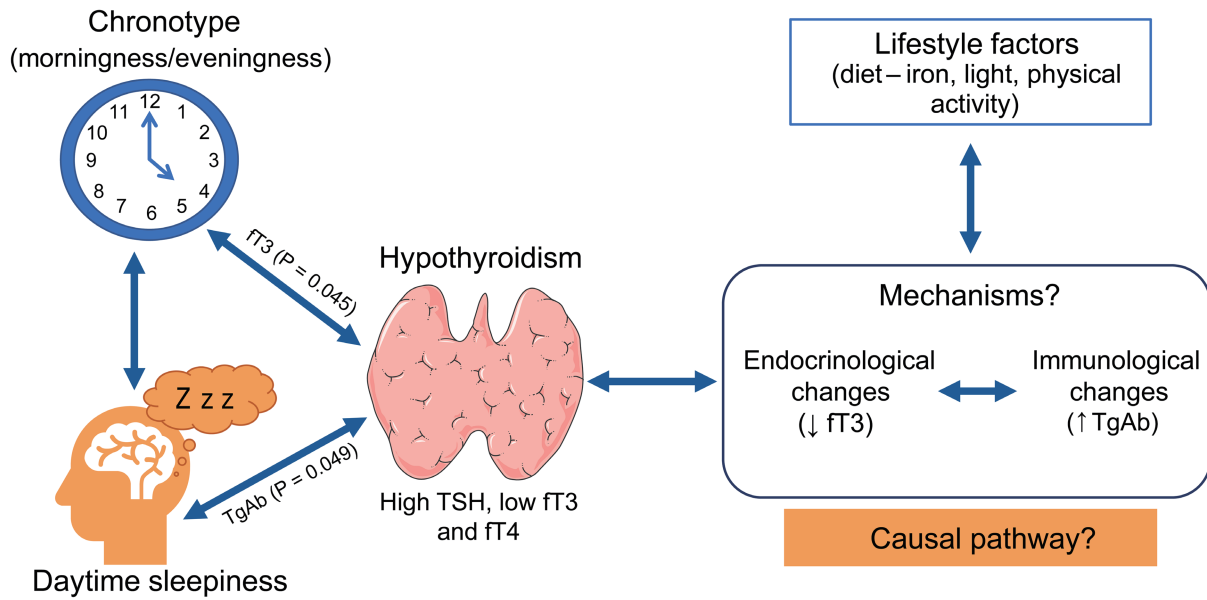 Chronotype
(morningness/eveningness)
12
1
2
3
4
5
6
7
8
9
10
11
fT3 (P = 0.045)
Z z z
TgAb (P = 0.049)
Daytime sleepiness
Hypothyroidism
High TSH, low fT3
and fT4
Lifestyle factors
(diet – iron, light, physical
activity)
Mechanisms?
Endocrinological
changes
(↓ fT3)
Immunological
changes
(↑ TgAb)
Causal pathway?